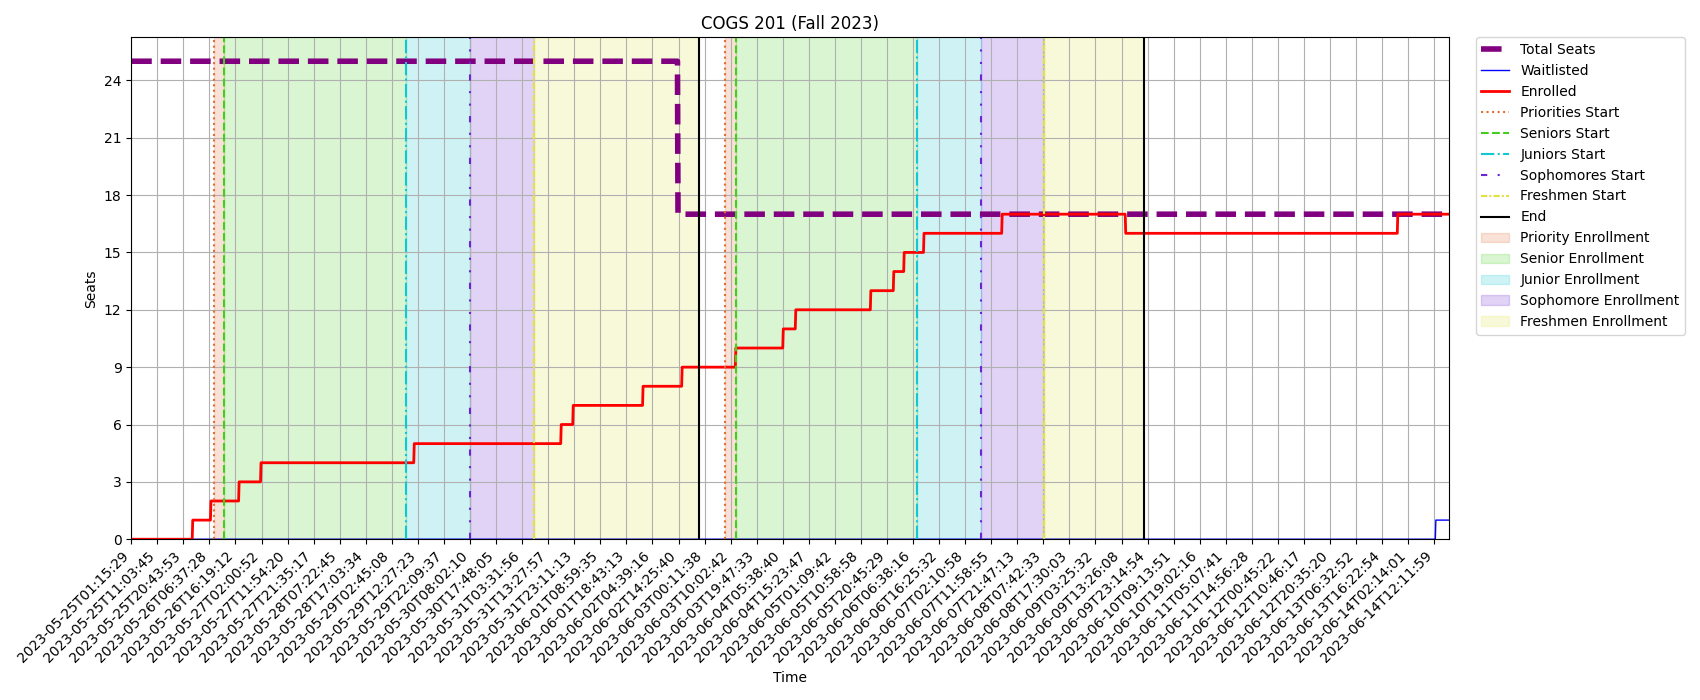 COGS 201 (Fall 2023)
Total Seats
Waitlisted
Enrolled
Priorities Start
Seniors Start
Juniors Start
Sophomores Start
Freshmen Start
End
Priority Enrollment
Senior Enrollment
Junior Enrollment
Sophomore Enrollment
Freshmen Enrollment
Seats
24
21
18
15
12
9
6
3
0
2023-05-25T01:15:29
2023-05-25T11:03:45
2023-05-25T20:43:53
2023-05-26T06:37:28
2023-05-26T16:19:12
2023-05-27T02:00:52
2023-05-27T11:54:20
2023-05-27T21:35:17
2023-05-28T07:22:45
2023-05-28T17:03:34
2023-05-29T02:45:08
2023-05-29T12:27:23
2023-05-29T22:09:37
2023-05-30T08:02:10
2023-05-30T17:48:05
2023-05-31T03:31:56
2023-05-31T13:27:57
2023-05-31T23:11:13
2023-06-01T08:59:35
2023-06-01T18:43:13
2023-06-02T04:39:16
2023-06-02T14:25:40
2023-06-03T00:11:38
2023-06-03T10:02:42
2023-06-03T19:47:33
2023-06-04T05:38:40
2023-06-04T15:23:47
2023-06-05T01:09:42
2023-06-05T10:58:58
2023-06-05T20:45:29
2023-06-06T06:38:16
2023-06-06T16:25:32
2023-06-07T02:10:58
2023-06-07T11:58:55
2023-06-07T21:47:13
2023-06-08T07:42:33
2023-06-08T17:30:03
2023-06-09T03:25:32
2023-06-09T13:26:08
2023-06-09T23:14:54
2023-06-10T09:13:51
2023-06-10T19:02:16
2023-06-11T05:07:41
2023-06-11T14:56:28
2023-06-12T00:45:22
2023-06-12T10:46:17
2023-06-12T20:35:20
2023-06-13T06:32:52
2023-06-13T16:22:54
2023-06-14T02:14:01
2023-06-14T12:11:59
Time